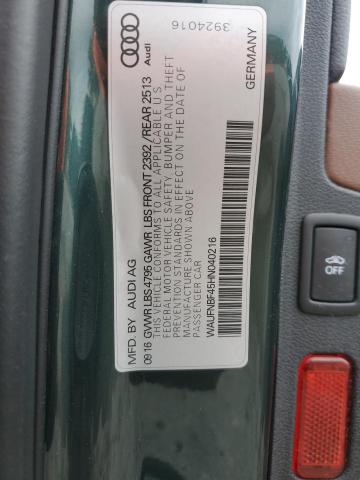 Audi
3924016
MFD. BY AUDI AG
09 16 GVWR LBS 4795 GAWR LBS FRONT 2392 / REAR 2513
THIS VEHICLE CONFORMS TO ALL APPLICABLE U S
FEDERAL MOTOR VEHICLE SAFETY, BUMPER AND THEFT
PREVENTION STANDARDS IN EFFECT ON THE DATE OF
MANUFACTURE SHOWN ABOVE
PASSENGER CAR
WAUFNBF45HN040216
GERMANY
OFF